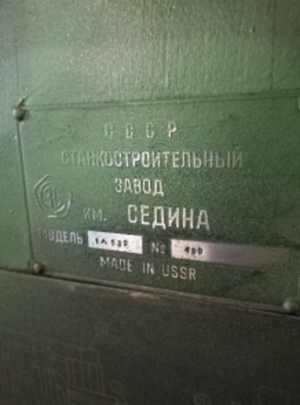 СССР
СТАНКОСТРОИТЕЛЬНЫЙ
ЗАВОД
ИМ. СЕДИНА
МОДЕЛЬ №
MADE IN USSR